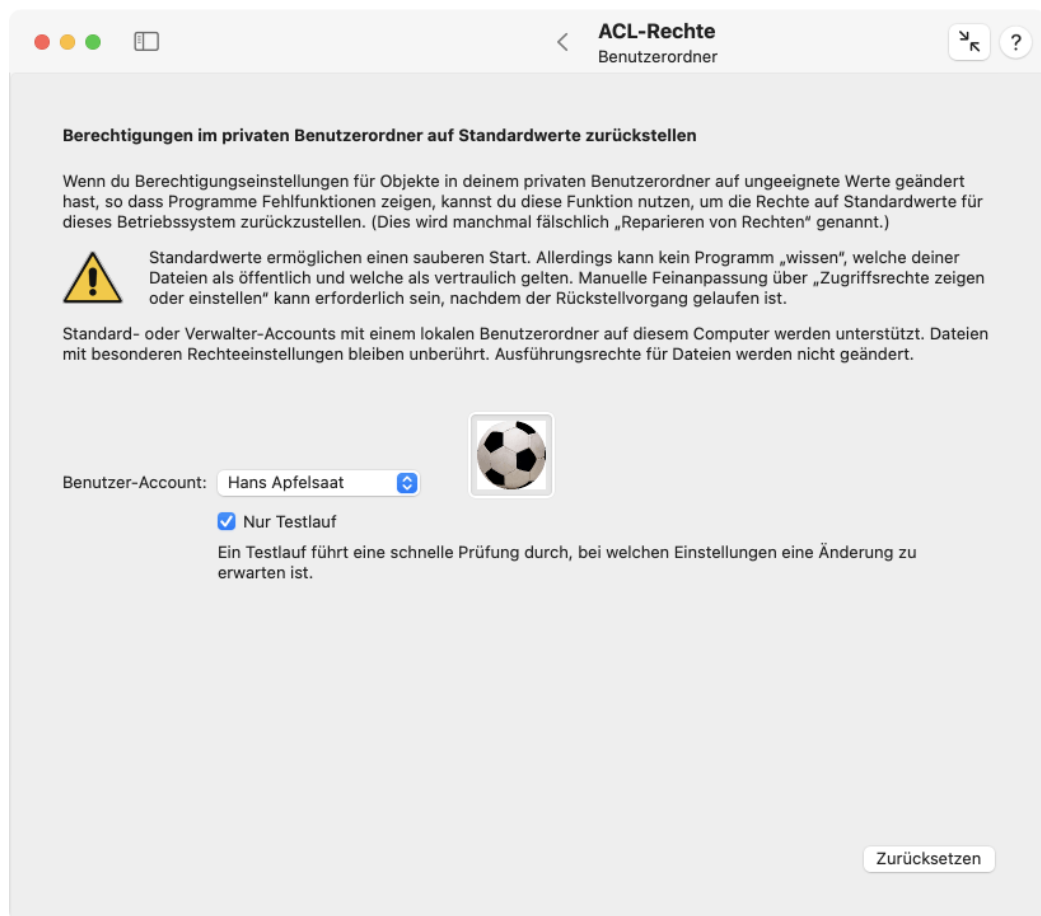 ACL-Rechte
Benutzerordner
?
Berechtigungen im privaten Benutzerordner auf Standardwerte zurückstellen
Wenn du Berechtigungseinstellungen für Objekte in deinem privaten Benutzerordner auf ungeeignete Werte geändert
hast, so dass Programme Fehlfunktionen zeigen, kannst du diese Funktion nutzen, um die Rechte auf Standardwerte für
dieses Betriebssystem zurückzustellen. (Dies wird manchmal fälschlich „Reparieren von Rechten“ genannt.)
Standardwerte ermöglichen einen sauberen Start. Allerdings kann kein Programm „wissen“, welche deiner
Dateien als öffentlich und welche als vertraulich gelten. Manuelle Feinanpassung über „Zugriffsrechte zeigen
oder einstellen“ kann erforderlich sein, nachdem der Rückstellvorgang gelaufen ist.
Standard- oder Verwalter-Accounts mit einem lokalen Benutzerordner auf diesem Computer werden unterstützt. Dateien
mit besonderen Rechteeinstellungen bleiben unberührt. Ausführungsrechte für Dateien werden nicht geändert.
Benutzer-Account: Hans Apfelsaat
Nur Testlauf
Ein Testlauf führt eine schnelle Prüfung durch, bei welchen Einstellungen eine Änderung zu
erwarten ist.
Zurücksetzen